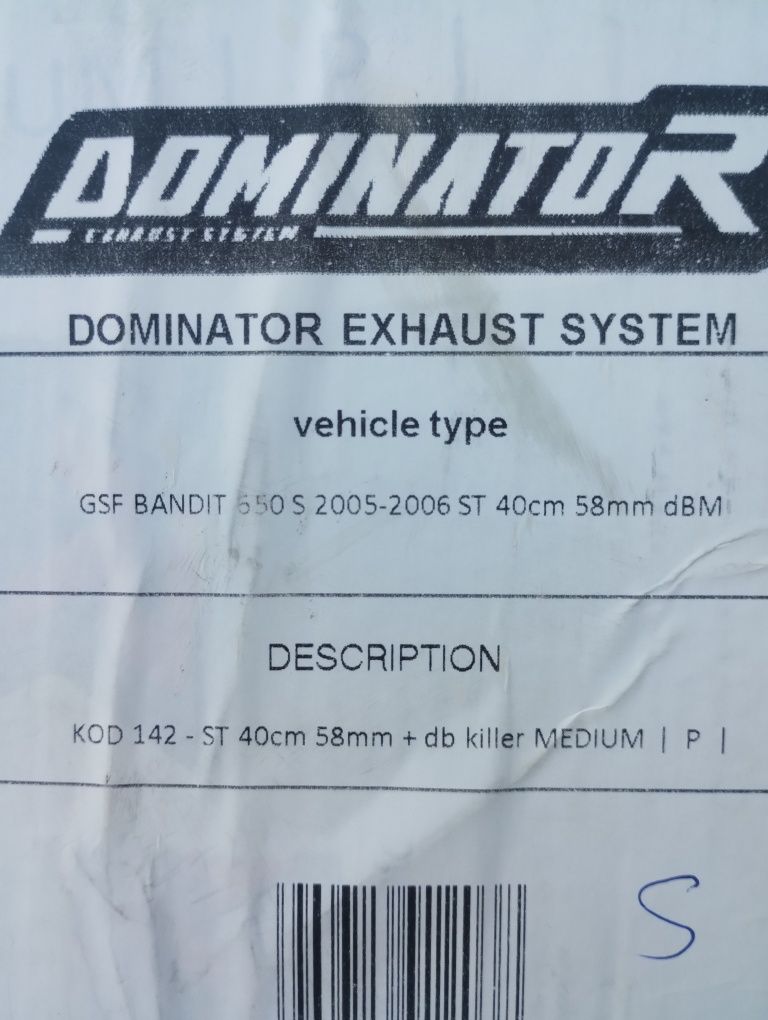 DOMINATOR
EXHAUST SYSTEM
DOMINATOR EXHAUST SYSTEM
vehicle type
GSF BANDIT 650 S 2005-2006 ST 40cm 58mm dBM
DESCRIPTION
KOD 142 - ST 40cm 58mm + db killer MEDIUM | P |
S